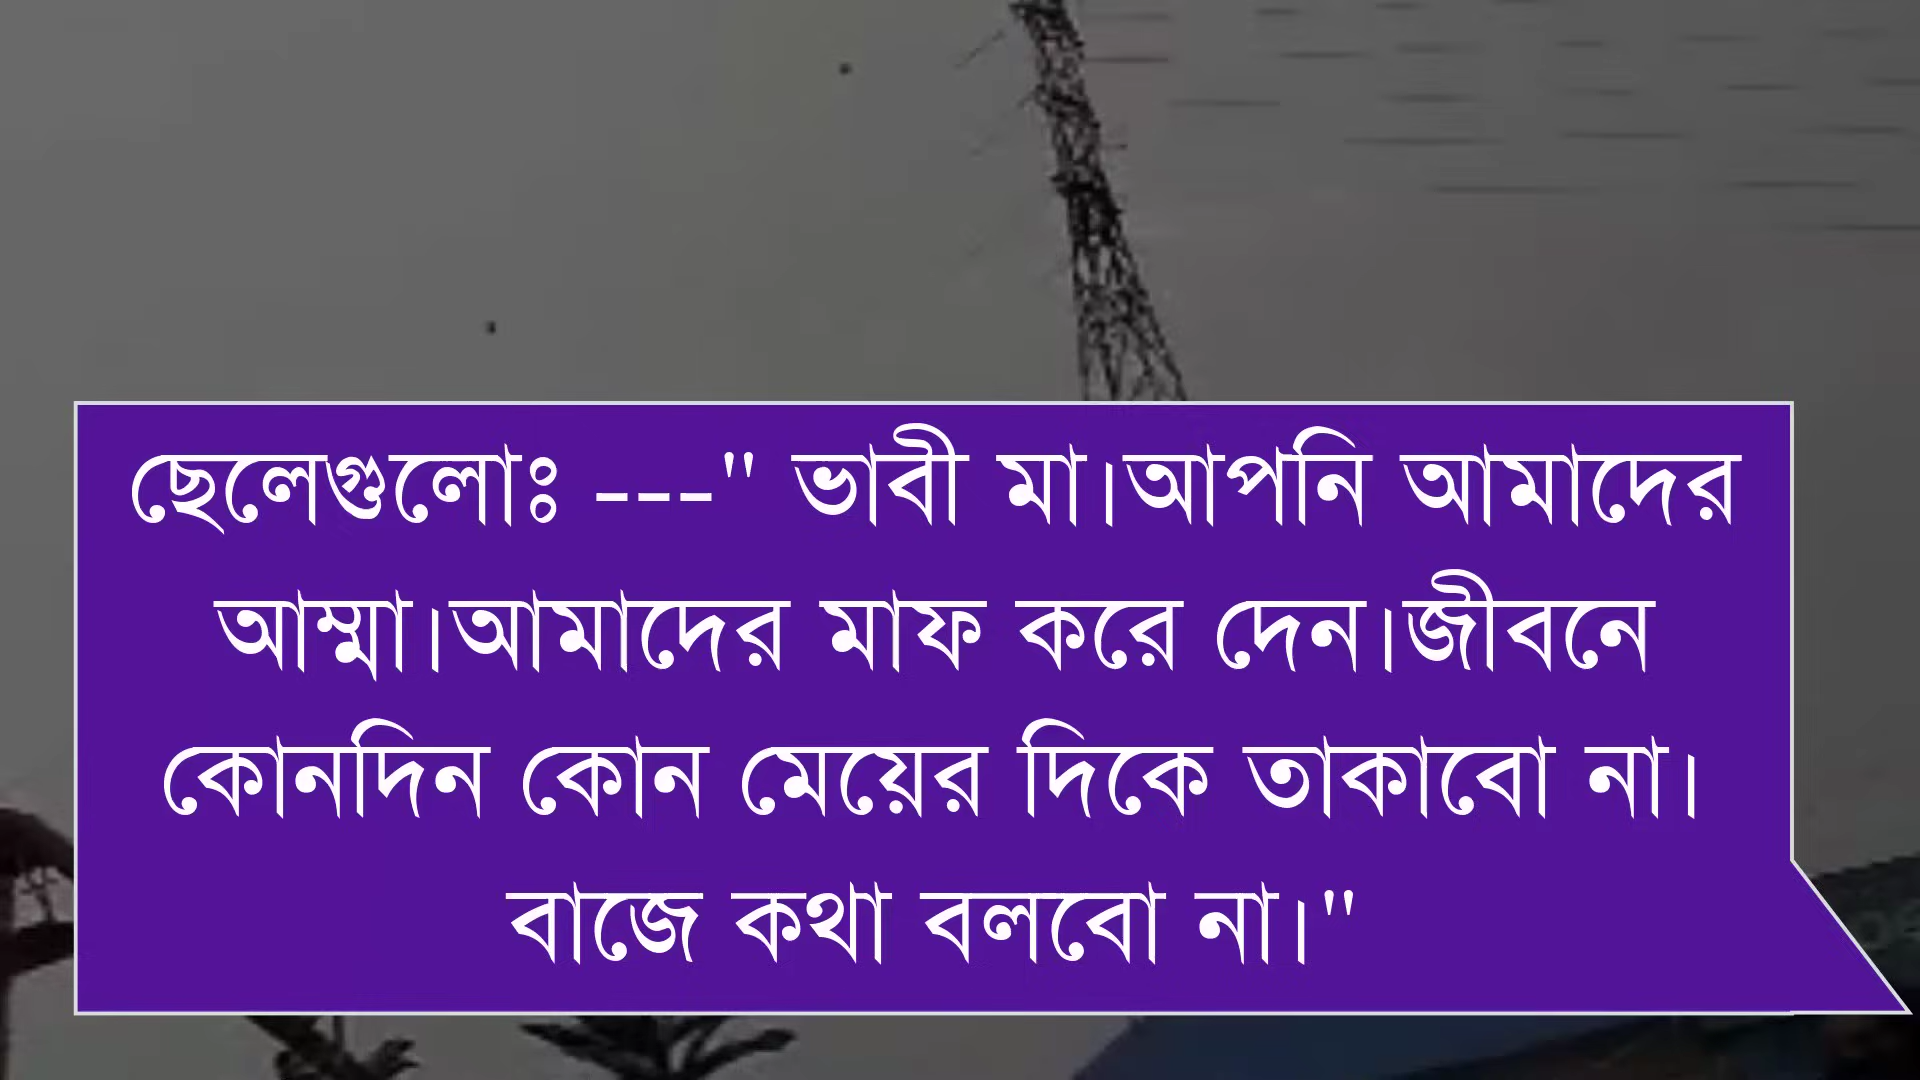 ছেলেগুলোঃ ---" ভাবী মা।আপনি আমাদের
আম্মা।আমাদের মাফ করে দেন।জীবনে
কোনদিন কোন মেয়ের দিকে তাকাবো না।
বাজে কথা বলবো না।"